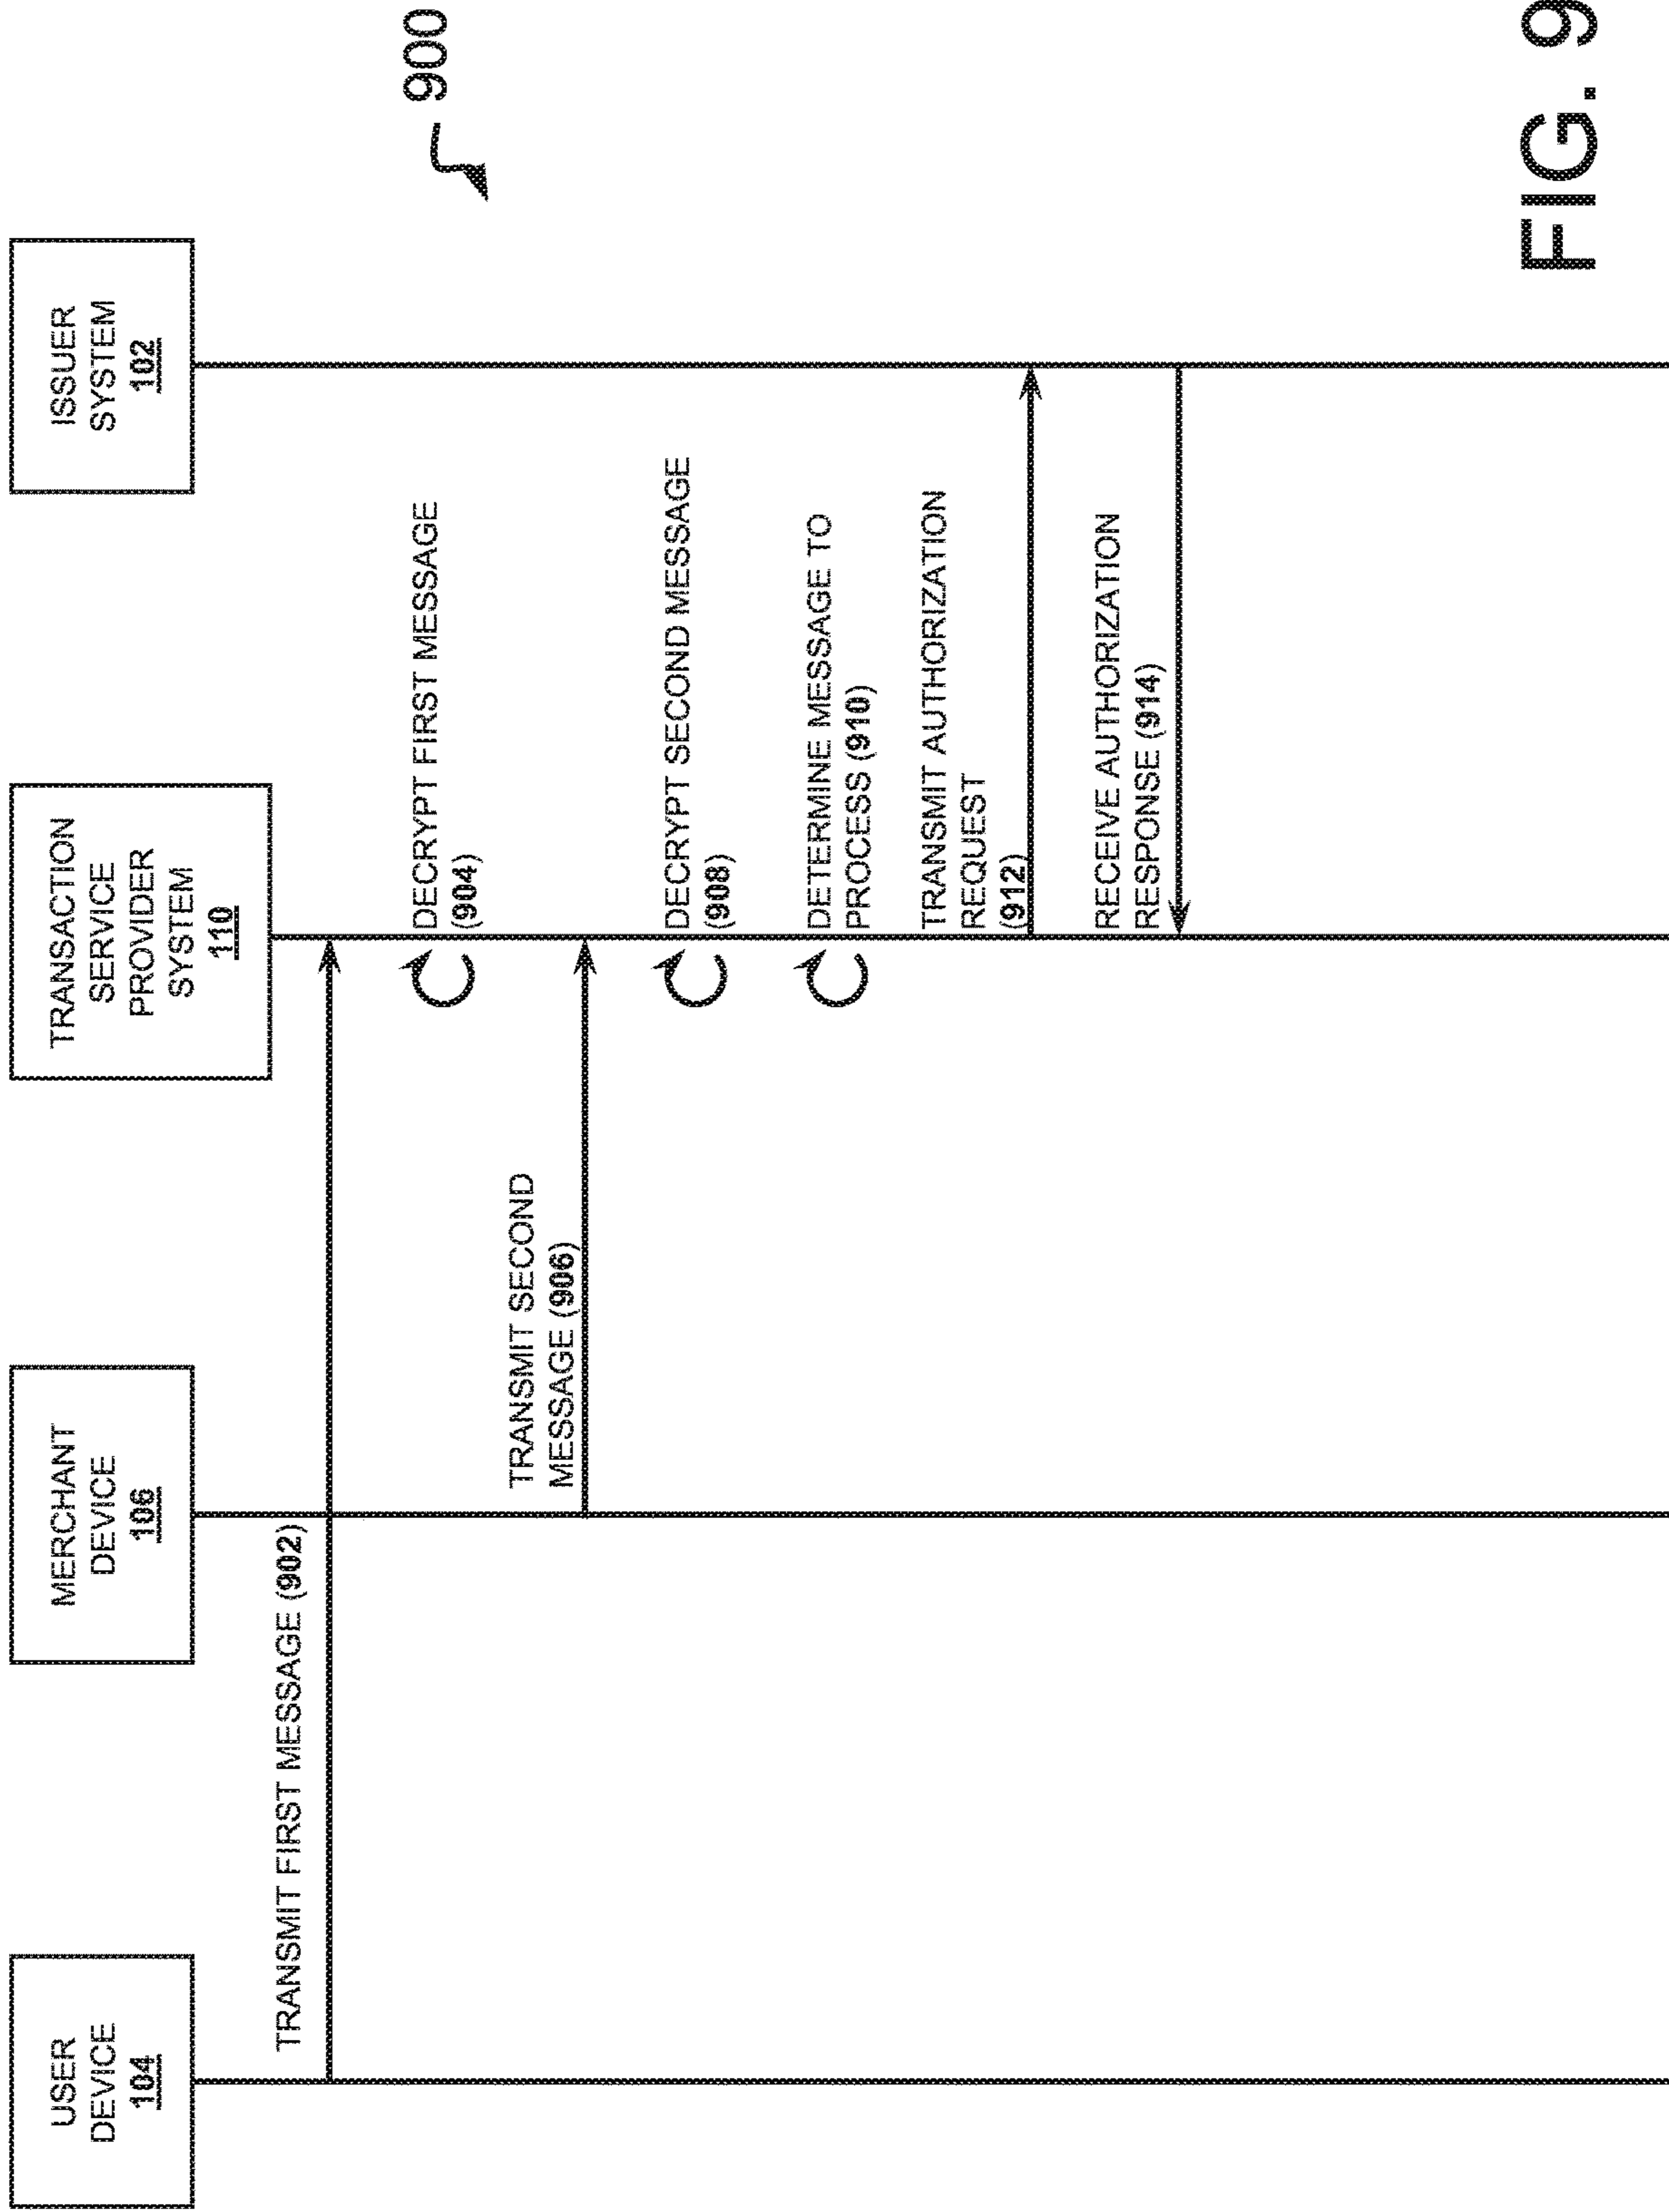 USER
DEVICE
104
MERCHANT
DEVICE
106
TRANSACTION
SERVICE
PROVIDER
SYSTEM
110
ISSUER
SYSTEM
102
900
TRANSMIT FIRST MESSAGE (902)
DECRYPT FIRST MESSAGE
(904)
TRANSMIT SECOND
MESSAGE (906)
DECRYPT SECOND MESSAGE
(908)
DETERMINE MESSAGE TO
PROCESS (910)
TRANSMIT AUTHORIZATION
REQUEST
(912)
RECEIVE AUTHORIZATION
RESPONSE (914)
FIG. 9